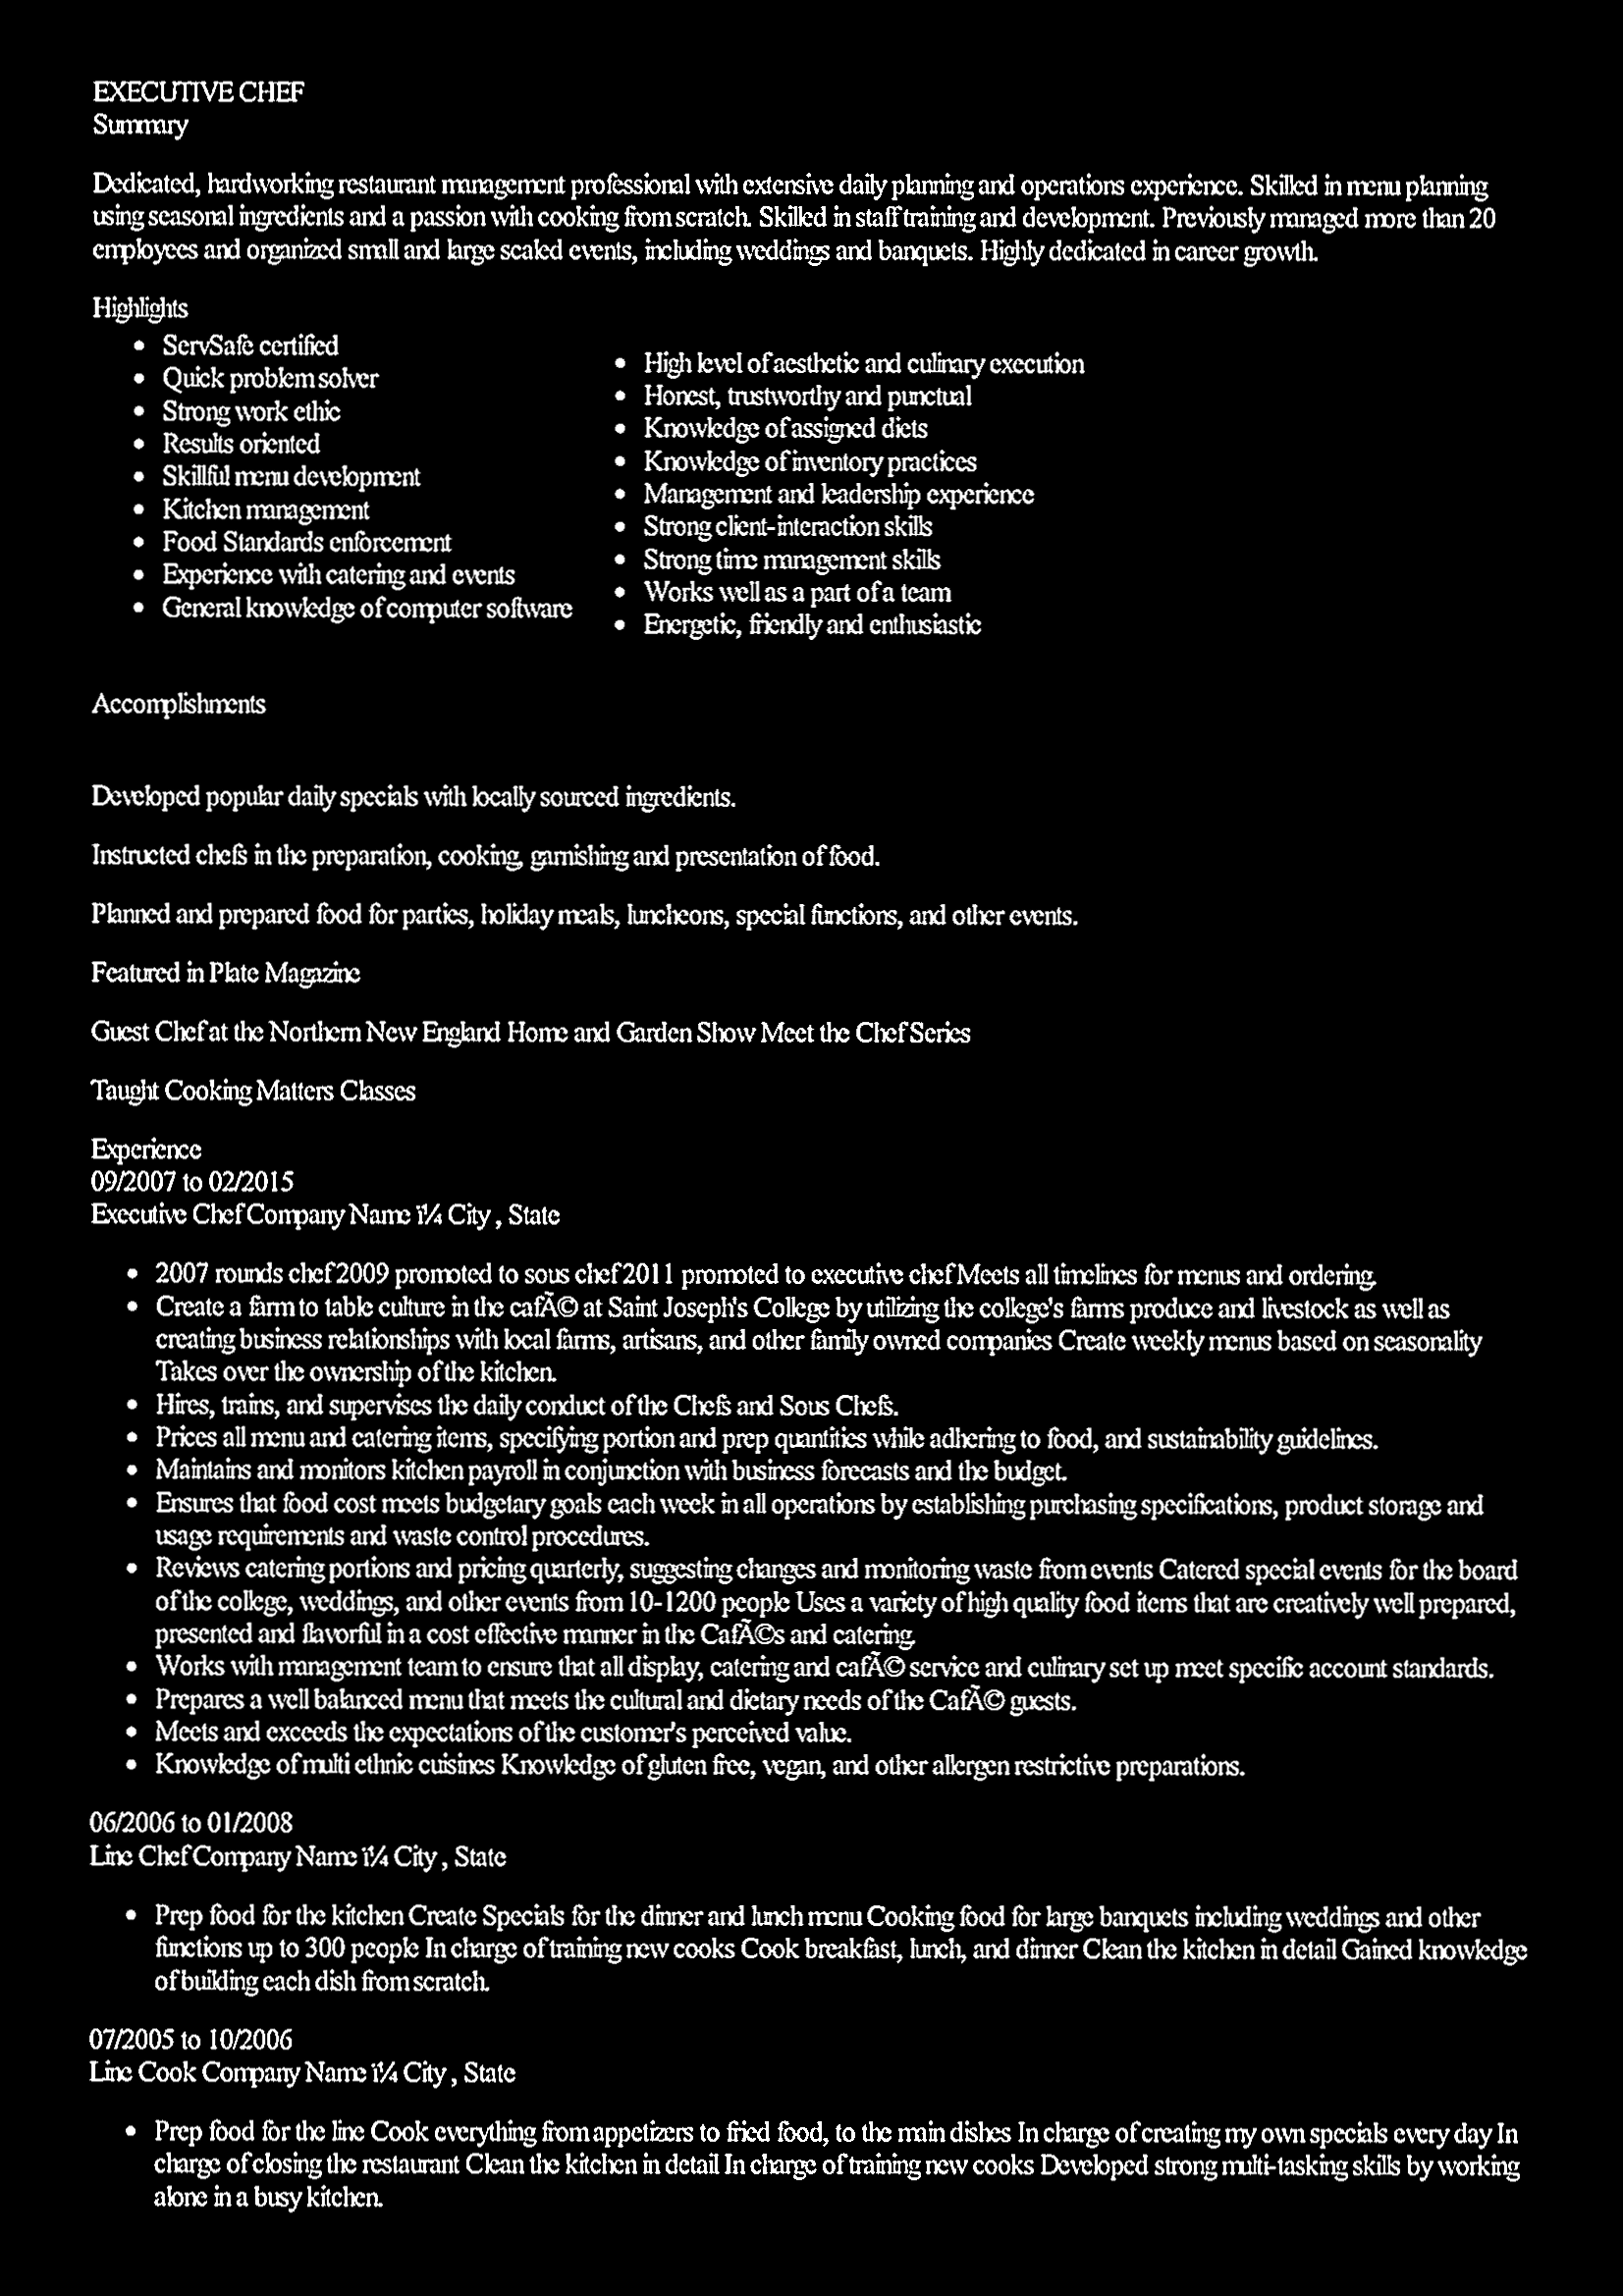 EXECUTIVE CHEF
Summary
Dedicated, hardworking restaurant management professional with extensive daily planning and operations experience. Skilled in menu planning
using seasonal ingredients and a passion with cooking from scratch. Skilled in staff training and development. Previously managed more than 20
employees and organized small and large scaled events, including weddings and banquets. Highly dedicated in career growth.
Highlights
• ServSafe certified
• Quick problem solver
• Strong work ethic
• Results oriented
• Skillful menu development
• Kitchen management
• Food Standards enforcement
• Experience with catering and events
• General knowledge of computer software
• High level of aesthetic and culinary execution
• Honest, trustworthy and punctual
• Knowledge of assigned diets
• Knowledge of inventory practices
• Management and leadership experience
• Strong client-interaction skills
• Strong time management skills
• Works well as a part of a team
• Energetic, friendly and enthusiastic
Accomplishments
Developed popular daily specials with locally sourced ingredients.
Instructed chefs in the preparation, cooking, garnishing and presentation of food.
Planned and prepared food for parties, holiday meals, luncheons, special functions, and other events.
Featured in Plate Magazine
Guest Chef at the Northern New England Home and Garden Show Meet the Chef Series
Taught Cooking Matters Classes
Experience
09/2007 to 02/2015
Executive Chef Company Name ï¼ City , State
• 2007 rounds chef 2009 promoted to sous chef 2011 promoted to executive chef Meets all timelines for menus and ordering.
• Create a farm to table culture in the cafÃ© at Saint Joseph's College by utilizing the college's farms produce and livestock as well as
creating business relationships with local farms, artisans, and other family owned companies Create weekly menus based on seasonality
Takes over the ownership of the kitchen.
• Hires, trains, and supervises the daily conduct of the Chefs and Sous Chefs.
• Prices all menu and catering items, specifying portion and prep quantities while adhering to food, and sustainability guidelines.
• Maintains and monitors kitchen payroll in conjunction with business forecasts and the budget.
• Ensures that food cost meets budgetary goals each week in all operations by establishing purchasing specifications, product storage and
usage requirements and waste control procedures.
• Reviews catering portions and pricing quarterly, suggesting changes and monitoring waste from events Catered special events for the board
of the college, weddings, and other events from 10-1200 people Uses a variety of high quality food items that are creatively well prepared,
presented and flavorful in a cost effective manner in the CafÃ©s and catering.
• Works with management team to ensure that all display, catering and cafÃ© service and culinary set up meet specific account standards.
• Prepares a well balanced menu that meets the cultural and dietary needs of the CafÃ© guests.
• Meets and exceeds the expectations of the customer's perceived value.
• Knowledge of multi ethnic cuisines Knowledge of gluten free, vegan, and other allergen restrictive preparations.
06/2006 to 01/2008
Line Chef Company Name ï¼ City , State
• Prep food for the kitchen Create Specials for the dinner and lunch menu Cooking food for large banquets including weddings and other
functions up to 300 people In charge of training new cooks Cook breakfast, lunch, and dinner Clean the kitchen in detail Gained knowledge
of building each dish from scratch.
07/2005 to 10/2006
Line Cook Company Name ï¼ City , State
• Prep food for the line Cook everything from appetizers to fried food, to the main dishes In charge of creating my own specials every day In
charge of closing the restaurant Clean the kitchen in detail In charge of training new cooks Developed strong multi-tasking skills by working
alone in a busy kitchen.